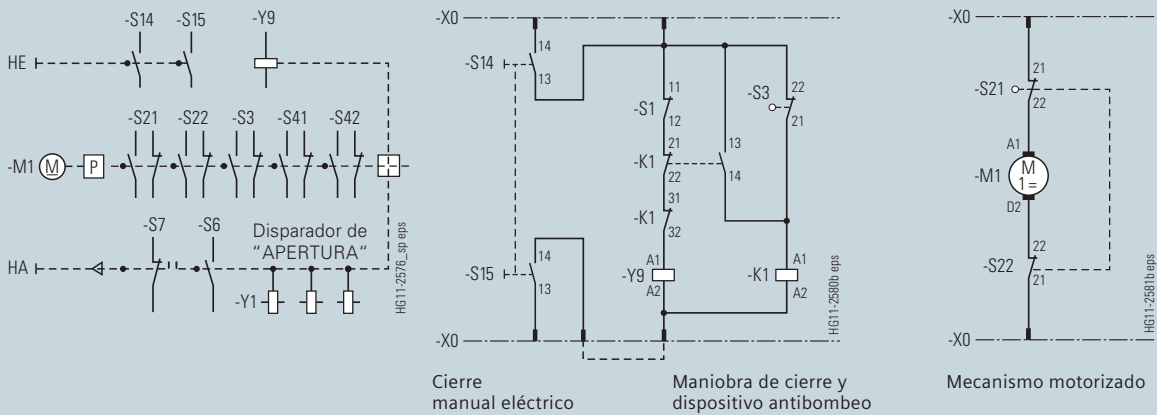 -S14
-S15
-Y9
HE
-S21
-S22
-S3
-S41
-S42
-M1
M
P
-S7
-S6
Disparador de
“APERTURA“
HA
-Y1
HG11-2576_sp eps
-X0
14
-S14
13
11
-S1
12
21
-K1
22
13
14
-S3
22
21
31
-K1
32
14
-S15
13
A1
-Y9
A2
A1
-K1
A2
HG11-2580b eps
-X0
Cierre
manual eléctrico
Maniobra de cierre y
dispositivo antibombeo
-X0
21
-S21
22
A1
-M1
M
1 =
D2
22
-S22
21
HG11-2581b eps
-X0
Mecanismo motorizado